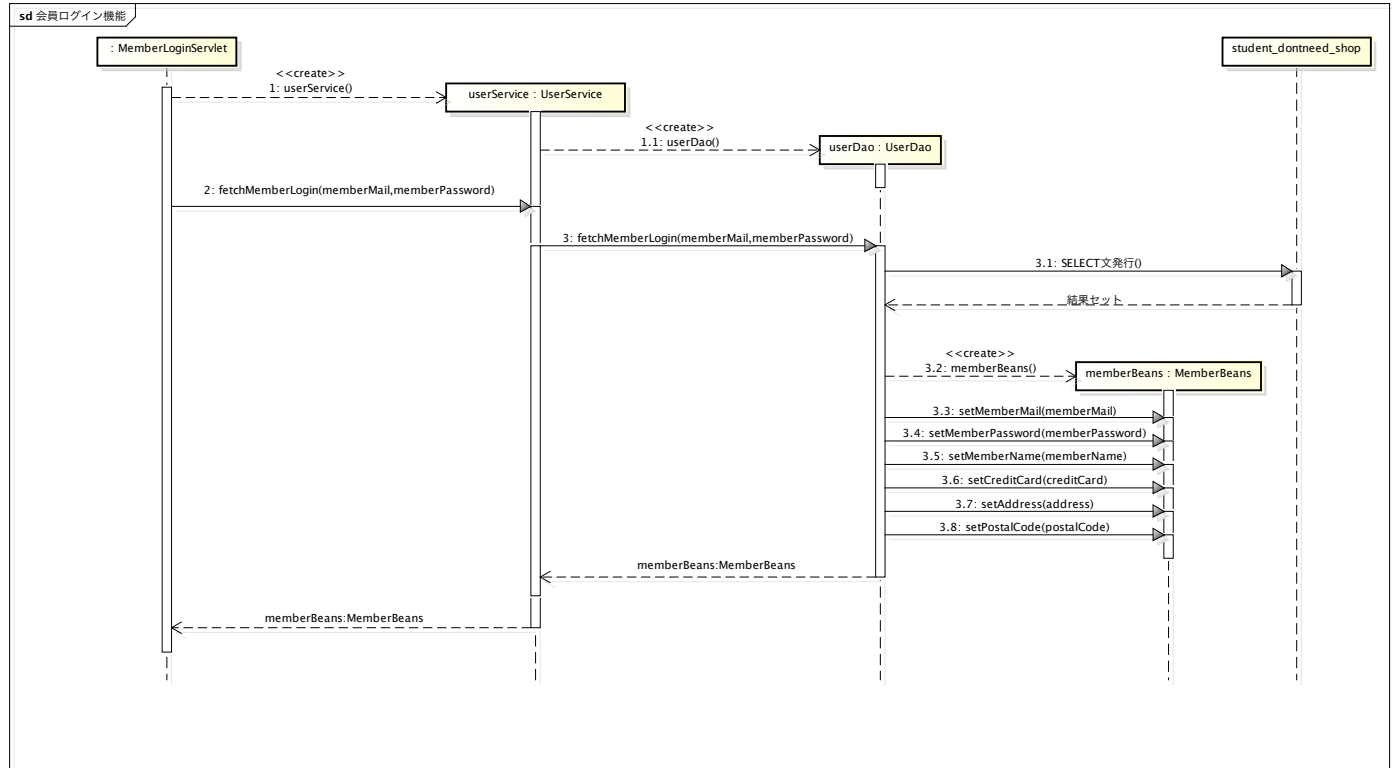 sd 会員ログイン機能
: MemberLoginServlet
student_dontneed_shop
<<create>>
1: userService()
userService : UserService
<<create>>
1.1: userDao()
userDao : UserDao
2: fetchMemberLogin(memberMail,memberPassword)
3: fetchMemberLogin(memberMail,memberPassword)
3.1: SELECT文発行()
結果セット
<<create>>
3.2: memberBeans()
memberBeans : MemberBeans
3.3: setMemberMail(memberMail)
3.4: setMemberPassword(memberPassword)
3.5: setMemberName(memberName)
3.6: setCreditCard(creditCard)
3.7: setAddress(address)
3.8: setPostalCode(postalCode)
memberBeans:MemberBeans
memberBeans:MemberBeans